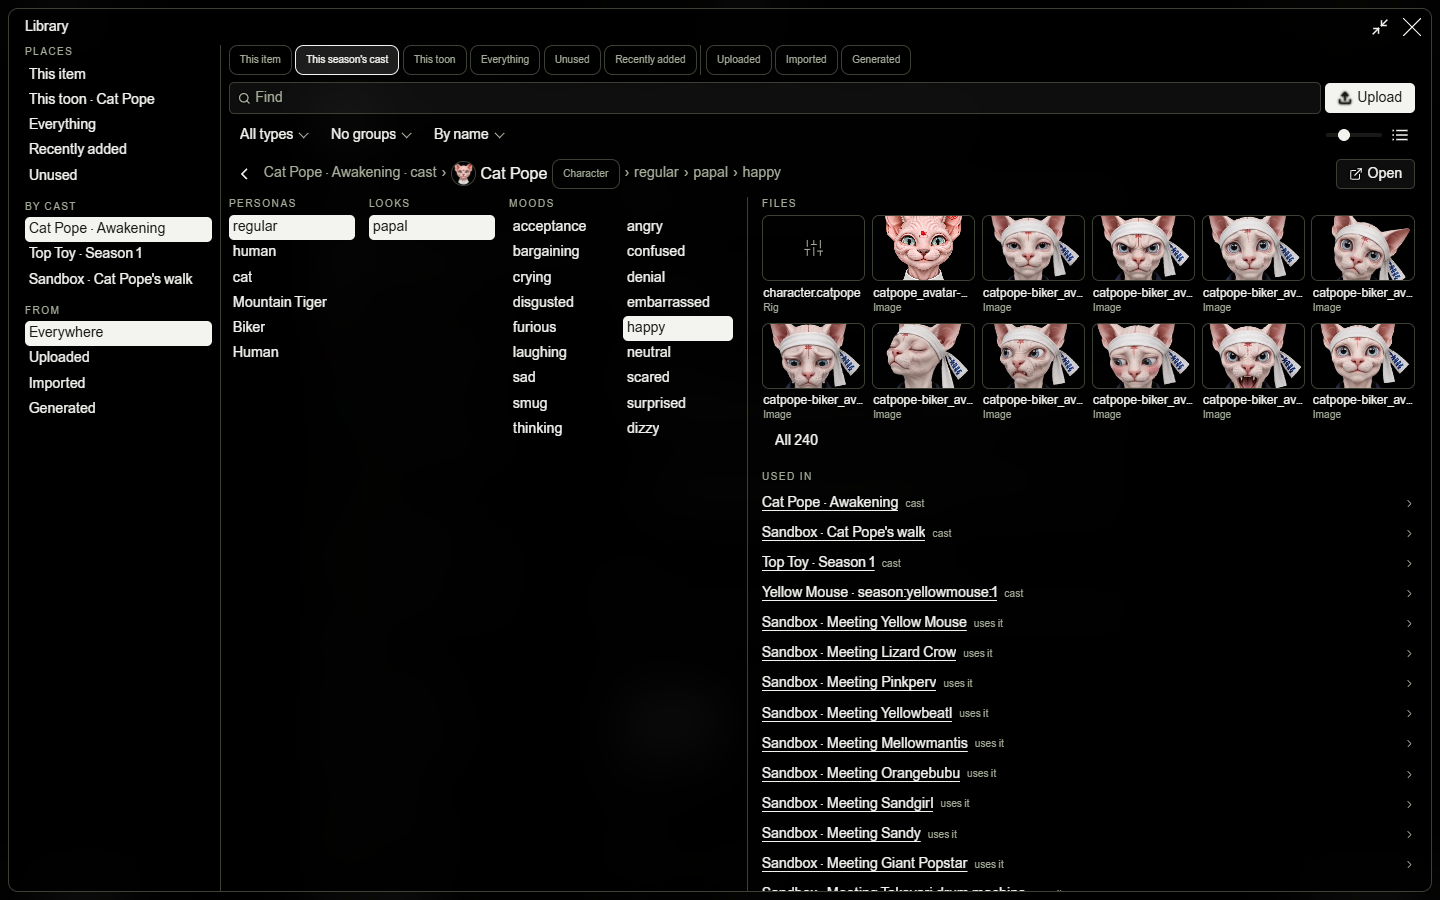 Library
PLACES
This item
This toon · Cat Pope
Everything
Recently added
Unused
BY CAST
Cat Pope · Awakening
Top Toy · Season 1
Sandbox · Cat Pope's walk
FROM
Everywhere
Uploaded
Imported
Generated
This item
This season's cast
This toon
Everything
Unused
Recently added
Uploaded
Imported
Generated
Find
Upload
All types
No groups
By name
Cat Pope · Awakening · cast › Cat Pope Character › regular › papal › happy
Open
PERSONAS
regular
human
cat
Mountain Tiger
Biker
Human
LOOKS
papal
MOODS
acceptance angry
bargaining confused
crying denial
disgusted embarrassed
furious happy
laughing neutral
sad scared
smug surprised
thinking dizzy
FILES
character.catpope catpope_avatar-... catpope-biker_av... catpope-biker_av... catpope-biker_av... catpope-biker_av...
Rig Image Image Image Image Image
catpope-biker_av... catpope-biker_av... catpope-biker_av... catpope-biker_av... catpope-biker_av... catpope-biker_av...
Image Image Image Image Image Image
All 240
USED IN
Cat Pope · Awakening cast
Sandbox · Cat Pope's walk cast
Top Toy · Season 1 cast
Yellow Mouse · season:yellowmouse:1 cast
Sandbox · Meeting Yellow Mouse uses it
Sandbox · Meeting Lizard Crow uses it
Sandbox · Meeting Pinkperv uses it
Sandbox · Meeting Yellowbeatl uses it
Sandbox · Meeting Mellowmantis uses it
Sandbox · Meeting Orangebubu uses it
Sandbox · Meeting Sandgirl uses it
Sandbox · Meeting Sandy uses it
Sandbox · Meeting Giant Popstar uses it